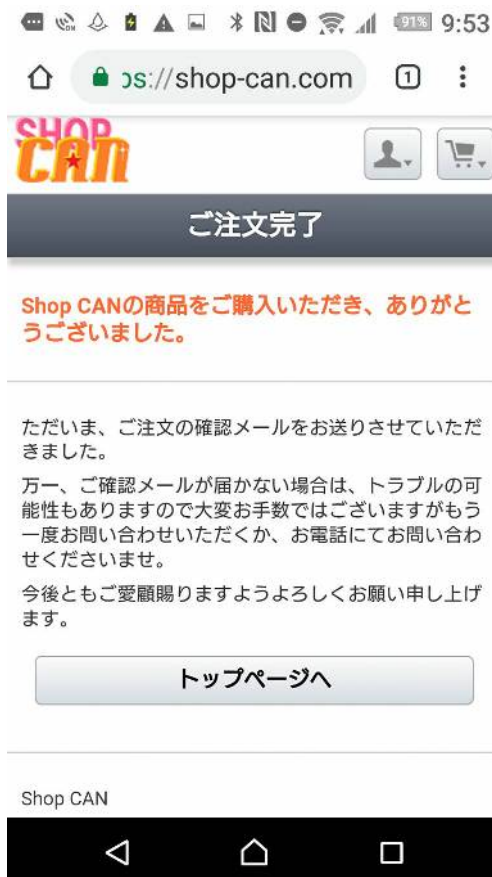 91% 9:53
ps://shop-can.com 1
SHOP
CAN
ご注文完了
Shop CANの商品をご購入いただき、ありがと
うございました。
ただいま、ご注文の確認メールをお送りさせていただ
きました。
万一、ご確認メールが届かない場合は、トラブルの可
能性もありますので大変お手数ではございますがもう
一度お問い合わせいただくか、お電話にてお問い合わ
せくださいませ。
今後ともご愛顧賜りますようよろしくお願い申し上げ
ます。
トップページへ
Shop CAN